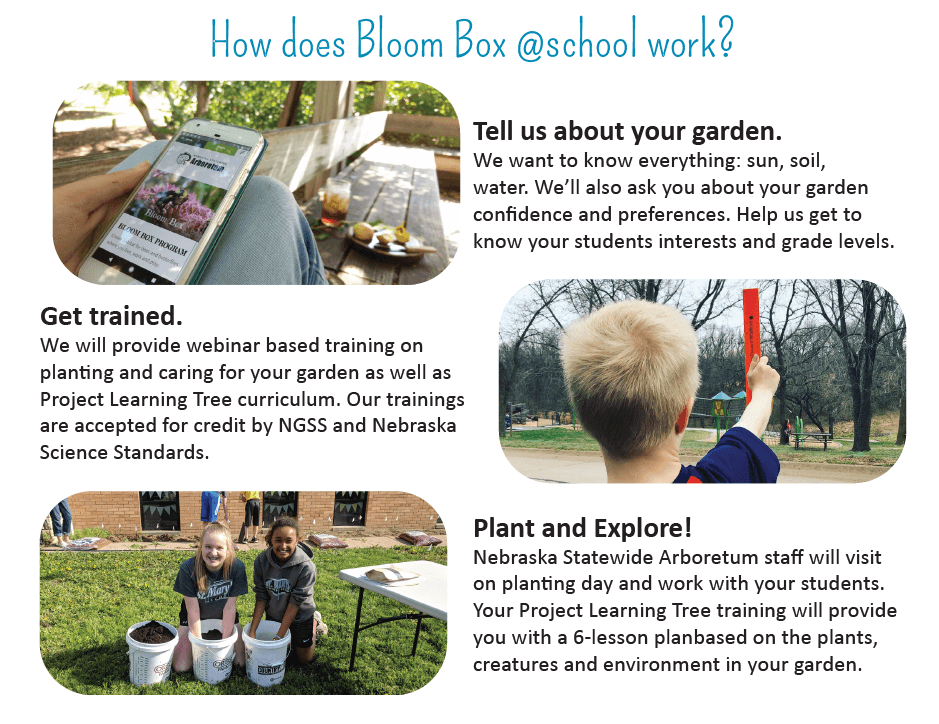 How does Bloom Box @school work?
Arboretum
Bloom Box
BLOOM BOX PROGRAM
Tell us about your garden.
We want to know everything: sun, soil,
water. We’ll also ask you about your garden
confidence and preferences. Help us get to
know your students interests and grade levels.
Get trained.
We will provide webinar based training on
planting and caring for your garden as well as
Project Learning Tree curriculum. Our trainings
are accepted for credit by NGSS and Nebraska
Science Standards.
Plant and Explore!
Nebraska Statewide Arboretum staff will visit
on planting day and work with your students.
Your Project Learning Tree training will provide
you with a 6-lesson planbased on the plants,
creatures and environment in your garden.